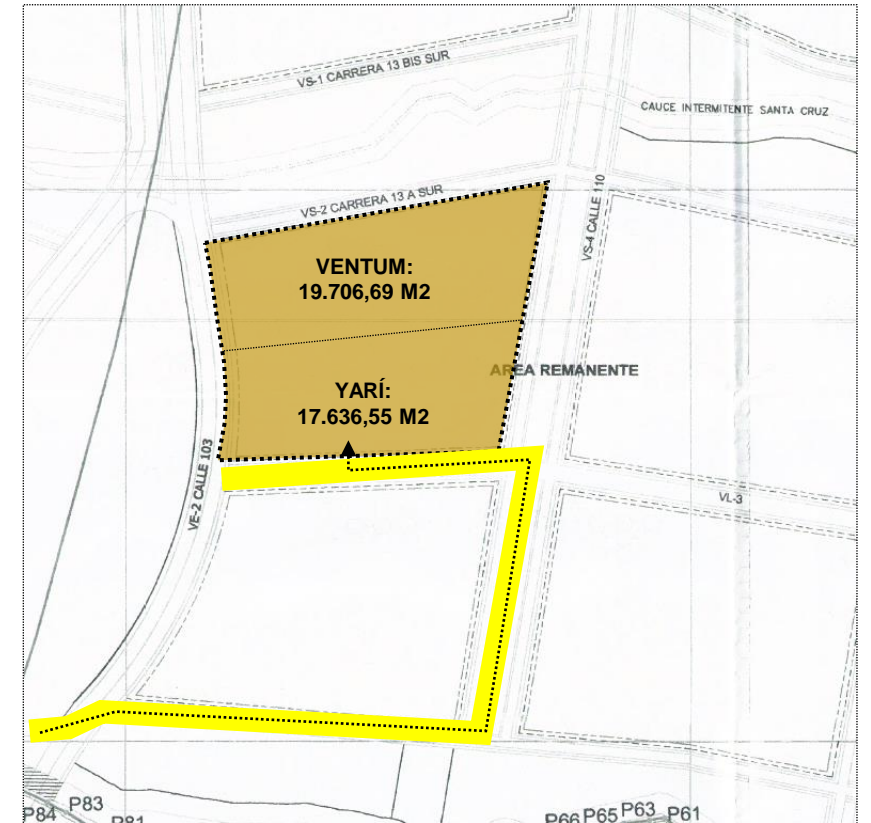 VS-1 CARRERA 13 BIS SUR
CAUCE INTERMITENTE SANTA CRUZ
VS-2 CARRERA 13 A SUR
VS-4 CALLE 110
VENTUM:
19.706,69 M2
AREA REMANENTE
YARÍ:
17.636,55 M2
VE-2 CALLE 103
VL-3
P84
P83
P81
P66
P65
P63
P61